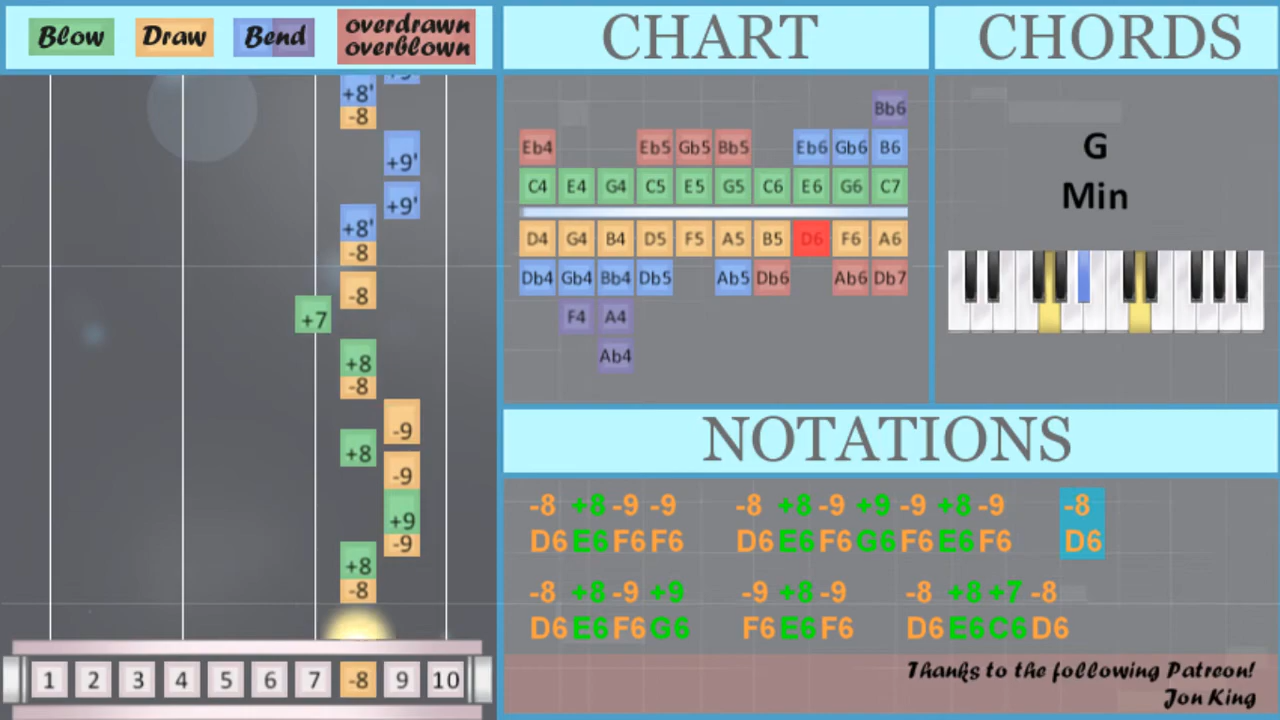 Blow Draw Bend overdrawn
overblown
CHART
CHORDS
+9'
+8'
-8
+9'
+9'
+8'
-8
-8
+7
+8
-8
-9
+8
-9
+9
-9
+8
-8
1 2 3 4 5 6 7 -8 9 10
Bb6
Eb4 Eb5 Gb5 Bb5 Eb6 Gb6 B6
C4 E4 G4 C5 E5 G5 C6 E6 G6 C7
D4 G4 B4 D5 F5 A5 B5 D6 F6 A6
Db4 Gb4 Bb4 Db5 Ab5 Db6 Ab6 Db7
F4 A4
Ab4
G
Min
NOTATIONS
-8 +8 -9 -9 -8 +8 -9 +9 -9 +8 -9 -8
D6 E6 F6 F6 D6 E6 F6 G6 F6 E6 F6 D6
-8 +8 -9 +9 -9 +8 -9 -8 +8 +7 -8
D6 E6 F6 G6 F6 E6 F6 D6 E6 C6 D6
Thanks to the following Patreon!
Jon King